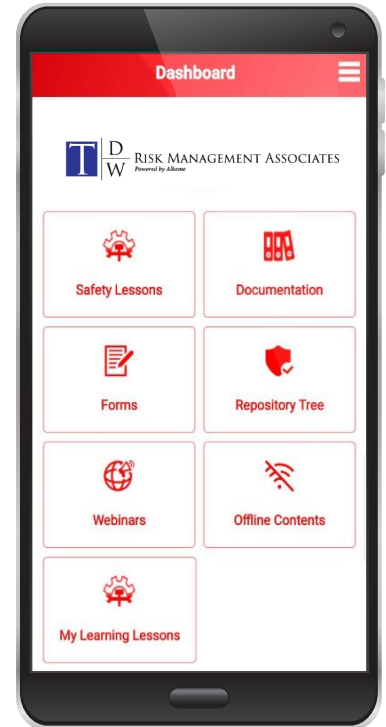 Dashboard
T D W RISK MANAGEMENT ASSOCIATES
Powered by Alkeme
Safety Lessons
Documentation
Forms
Repository Tree
Webinars
Offline Contents
My Learning Lessons